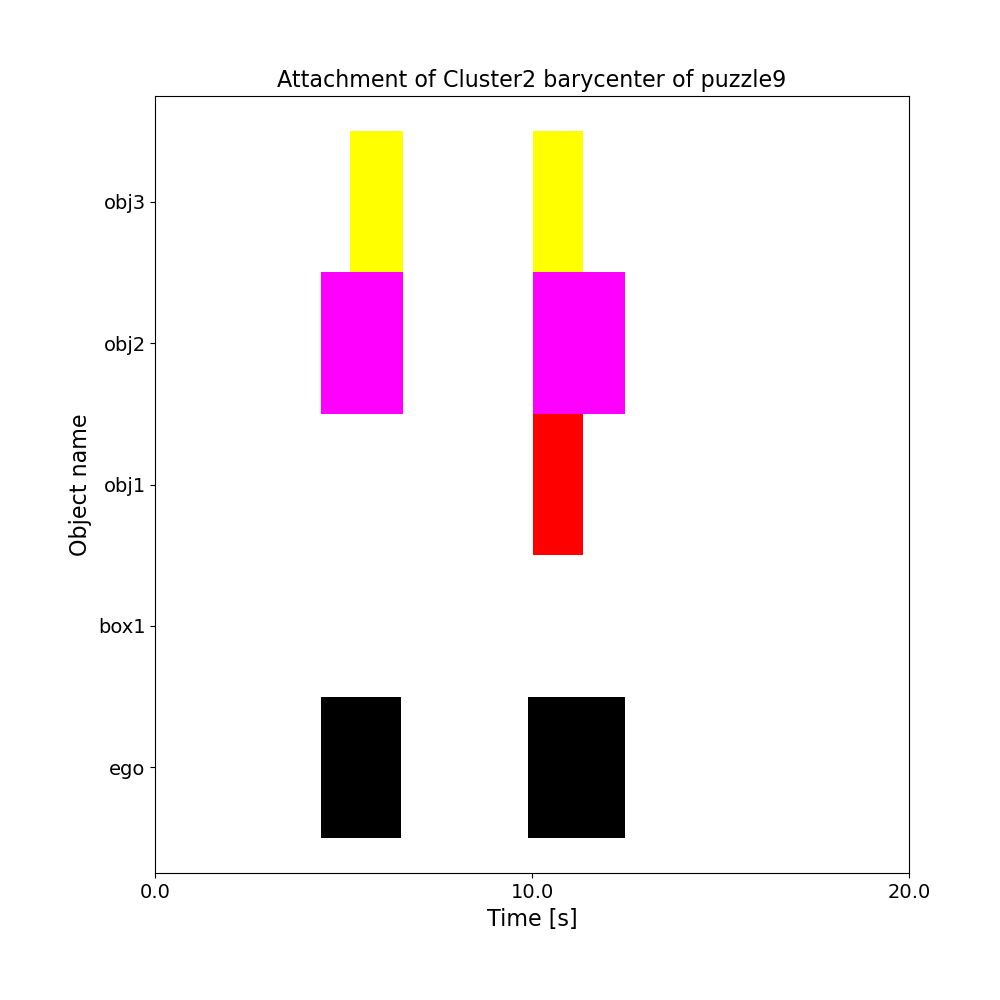 Attachment of Cluster2 barycenter of puzzle9
obj3
obj2
obj1
box1
ego
Object name
0.0 10.0 20.0
Time [s]